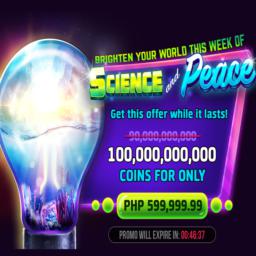 BRIGHTEN YOUR WORLD THIS WEEK OF
SCIENCE and Peace
Get this offer while it lasts!
90,000,000,000
100,000,000,000
COINS FOR ONLY
PHP 599,999.99
PROMO WILL EXPIRE IN: 00:46:37